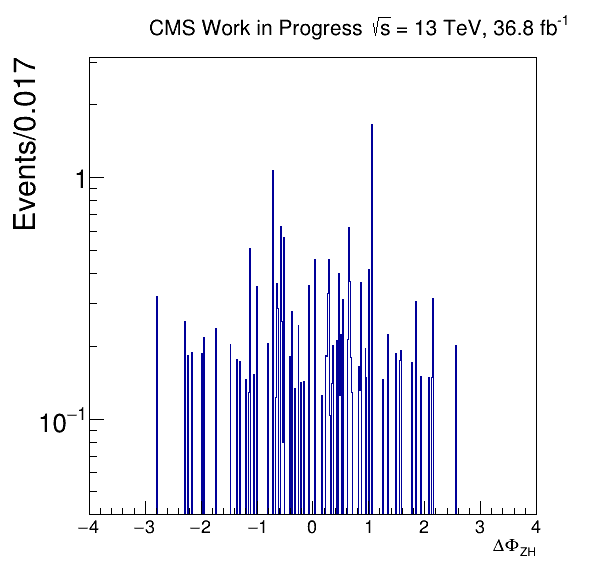 CMS Work in Progress √s = 13 TeV, 36.8 fb⁻¹
Events/0.017
1
10⁻¹
−4 −3 −2 −1 0 1 2 3 4
ΔΦ_ZH